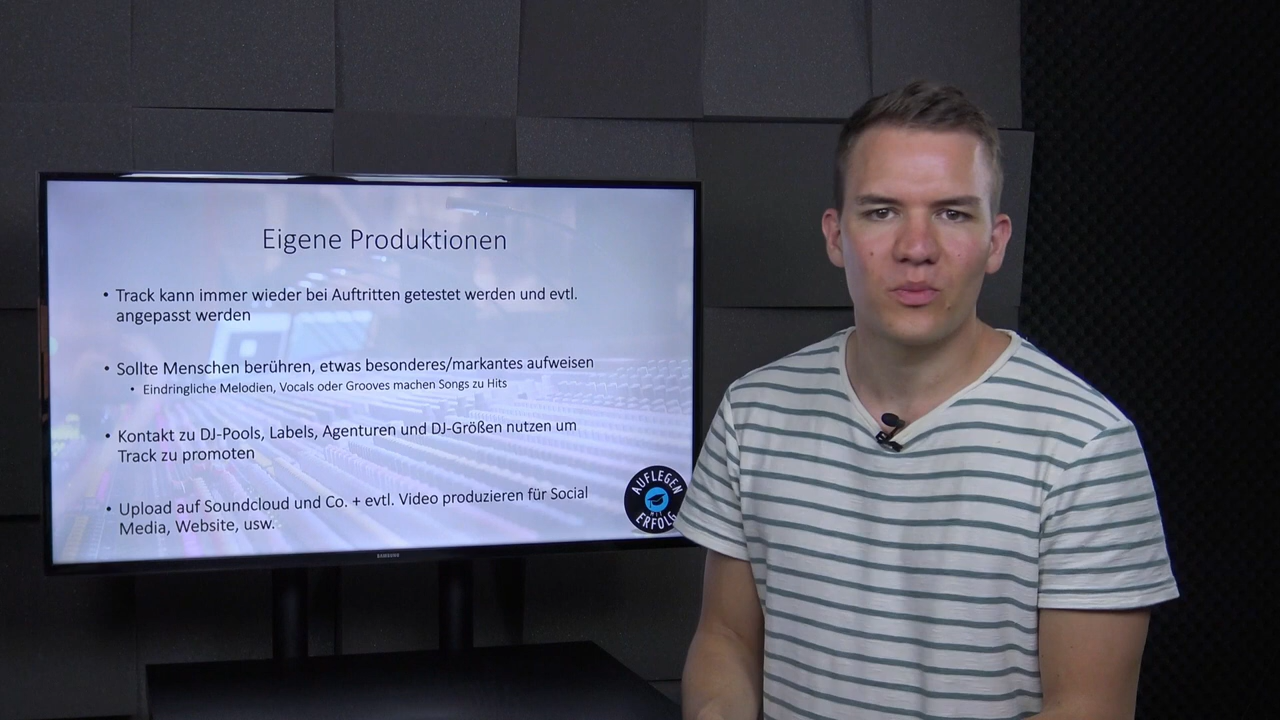 Eigene Produktionen
• Track kann immer wieder bei Auftritten getestet werden und evtl.
angepasst werden
• Sollte Menschen berühren, etwas besonderes/markantes aufweisen
• Eindringliche Melodien, Vocals oder Grooves machen Songs zu Hits
• Kontakt zu DJ-Pools, Labels, Agenturen und DJ-Größen nutzen um
Track zu promoten
• Upload auf Soundcloud und Co. + evtl. Video produzieren für Social
Media, Website, usw.
AUFLEGEN
MIT
ERFOLG
SAMSUNG